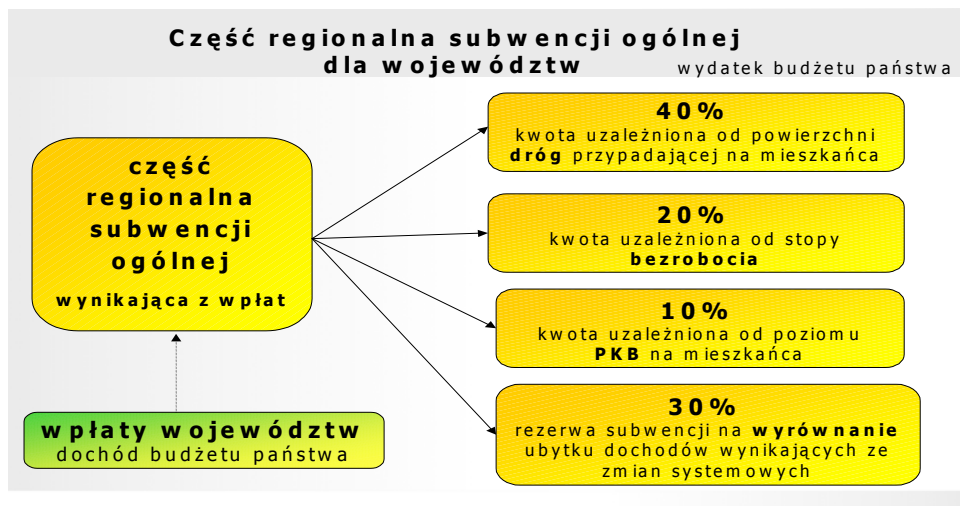 Część regionalna subwencji ogólnej
dla województw
wydatek budżetu państwa
część
regionalna
subwencji
ogólnej
wynikająca z wpłat
wpłaty województw
dochód budżetu państwa
40%
kwota uzależniona od powierzchni
dróg przypadającej na mieszkańca
20%
kwota uzależniona od stopy
bezrobocia
10%
kwota uzależniona od poziomu
PKB na mieszkańca
30%
rezerwa subwencji na wyrównanie
ubytku dochodów wynikających ze
zmian systemowych